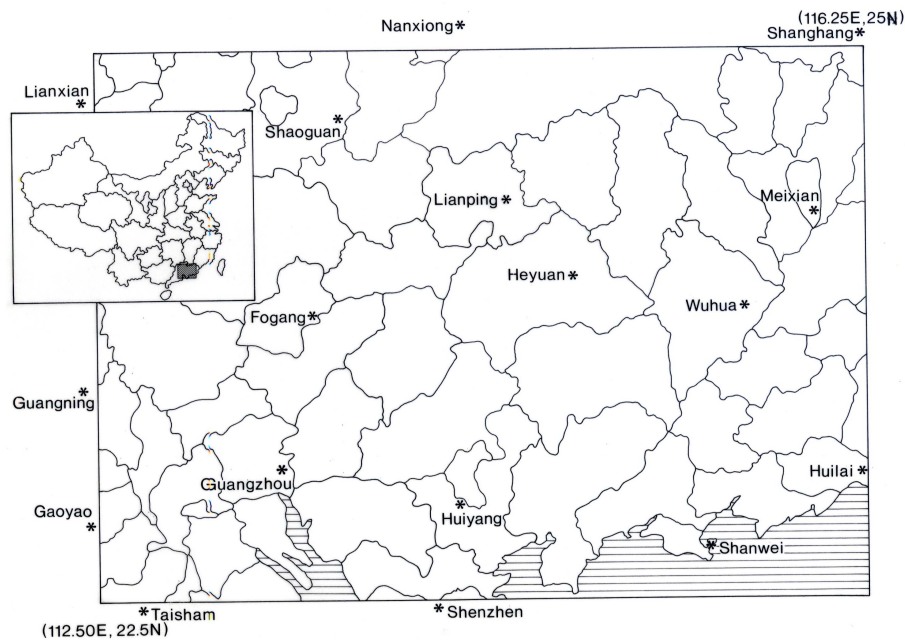 Nanxiong*
(116.25E,25N)
Shanghang*
Lianxian
*
Shaoguan*
Lianping*
Meixian*
Heyuan*
Wuhua*
Fogang*
Guangning*
Guangzhou*
Huilai*
Gaoyao*
Huiyang*
*Shanwei
*Taisham
*Shenzhen
(112.50E, 22.5N)